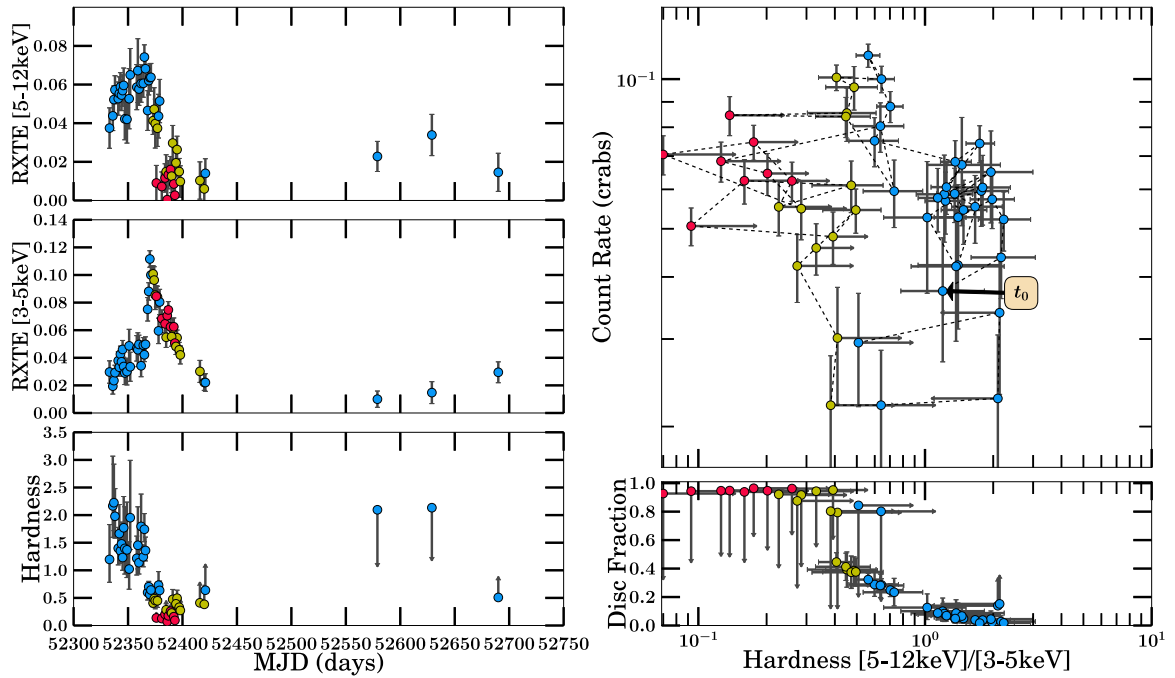 RXTE [5-12keV]
0.08
0.06
0.04
0.02
0.00
RXTE [3-5keV]
0.14
0.12
0.10
0.08
0.06
0.04
0.02
0.00
Hardness
3.5
3.0
2.5
2.0
1.5
1.0
0.5
0.0
52300 52350 52400 52450 52500 52550 52600 52650 52700 52750
MJD (days)
Count Rate (crabs)
10⁻¹
t₀
Disc Fraction
1.0
0.8
0.6
0.4
0.2
0.0
10⁻¹ 10⁰ 10¹
Hardness [5-12keV]/[3-5keV]